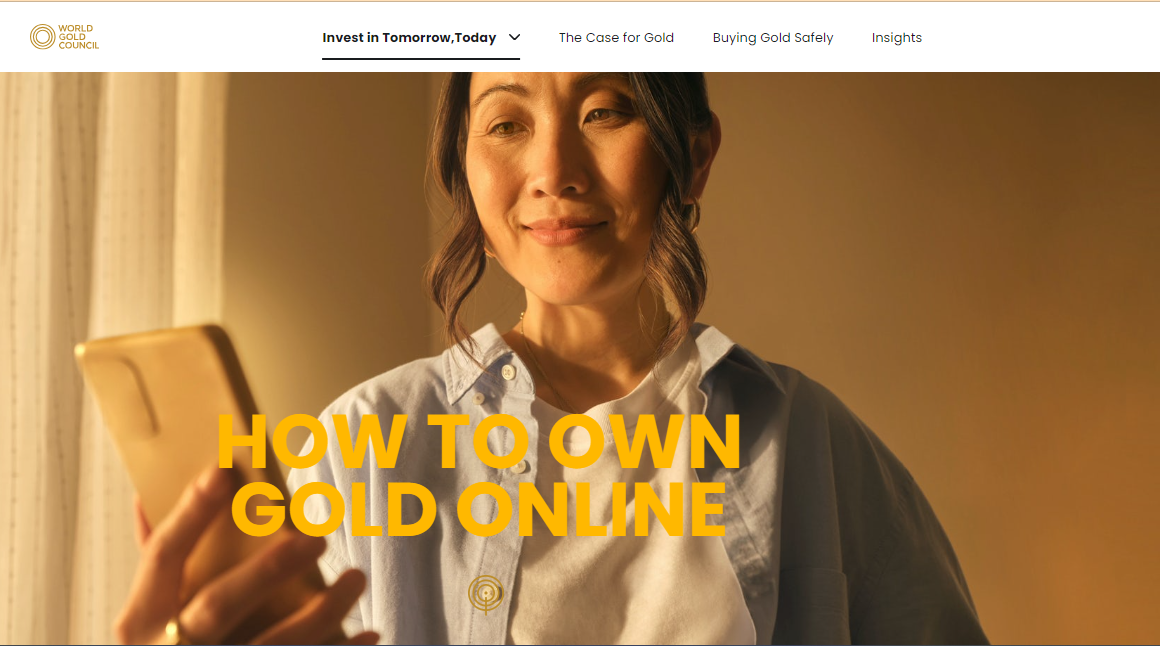 WORLD
GOLD
COUNCIL
Invest in Tomorrow,Today
The Case for Gold
Buying Gold Safely
Insights
HOW TO OWN
GOLD ONLINE